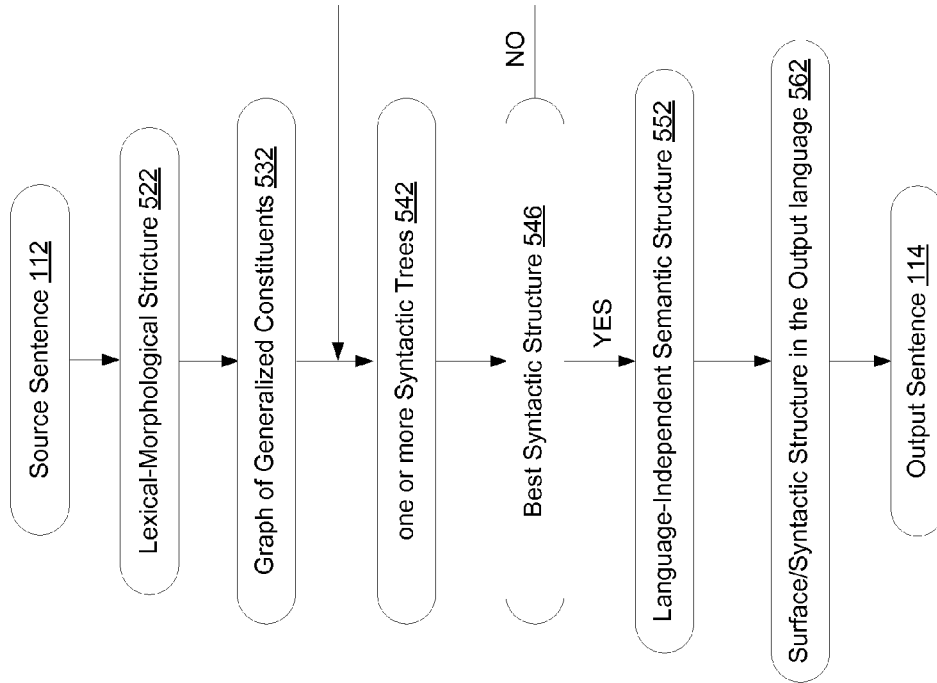 Source Sentence 112
Lexical-Morphological Stricture 522
Graph of Generalized Constituents 532
one or more Syntactic Trees 542
Best Syntactic Structure 546
NO
YES
Language-Independent Semantic Structure 552
Surface/Syntactic Structure in the Output language 562
Output Sentence 114